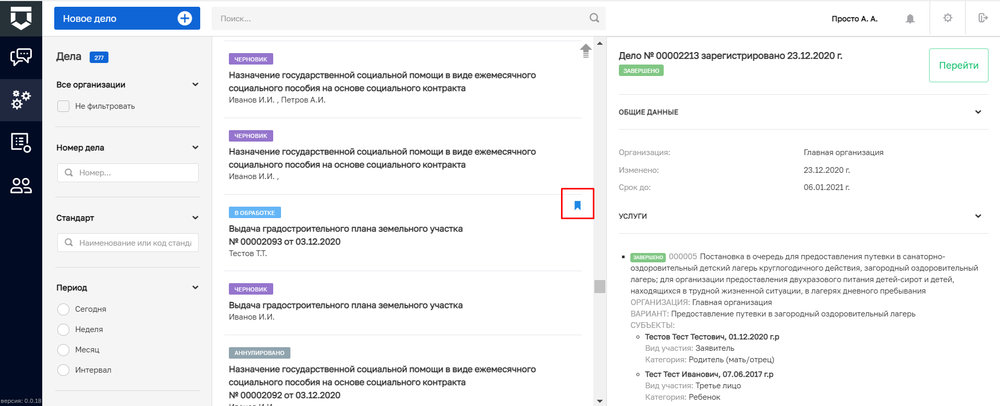 Новое дело
Поиск...
Просто А. А.
Дела 277
Все организации
Не фильтровать
Номер дела
Номер...
Стандарт
Наименование или код станда
Период
Сегодня
Неделя
Месяц
Интервал
версия: 0.0.18
ЧЕРНОВИК
Назначение государственной социальной помощи в виде ежемесячного
социального пособия на основе социального контракта
Иванов И.И. , Петров А.И.
ЧЕРНОВИК
Назначение государственной социальной помощи в виде ежемесячного
социального пособия на основе социального контракта
Иванов И.И. ,
В ОБРАБОТКЕ
Выдача градостроительного плана земельного участка
№ 00002093 от 03.12.2020
Тестов Т.Т.
ЧЕРНОВИК
Выдача градостроительного плана земельного участка
Иванов И.И.
АННУЛИРОВАНО
Назначение государственной социальной помощи в виде ежемесячного
социального пособия на основе социального контракта
№ 00002092 от 03.12.2020
Иванов И.И.
Дело № 00002213 зарегистрировано 23.12.2020 г.
ЗАВЕРШЕНО
Перейти
ОБЩИЕ ДАННЫЕ
Организация: Главная организация
Изменено: 23.12.2020 г.
Срок до: 06.01.2021 г.
УСЛУГИ
ЗАВЕРШЕНО 000005 Постановка в очередь для предоставления путевки в санаторно-
оздоровительный детский лагерь круглогодичного действия, загородный оздоровительный
лагерь; для организации предоставления двухразового питания детей-сирот и детей,
находящихся в трудной жизненной ситуации, в лагерях дневного пребывания
ОРГАНИЗАЦИЯ: Главная организация
ВАРИАНТ: Предоставление путевки в загородный оздоровительный лагерь
СУБЪЕКТЫ:
Тестов Тест Тестович, 01.12.2020 г.р
Вид участия: Заявитель
Категория: Родитель (мать/отрец)
Тест Тест Иванович, 07.06.2017 г.р
Вид участия: Третье лицо
Категория: Ребенок